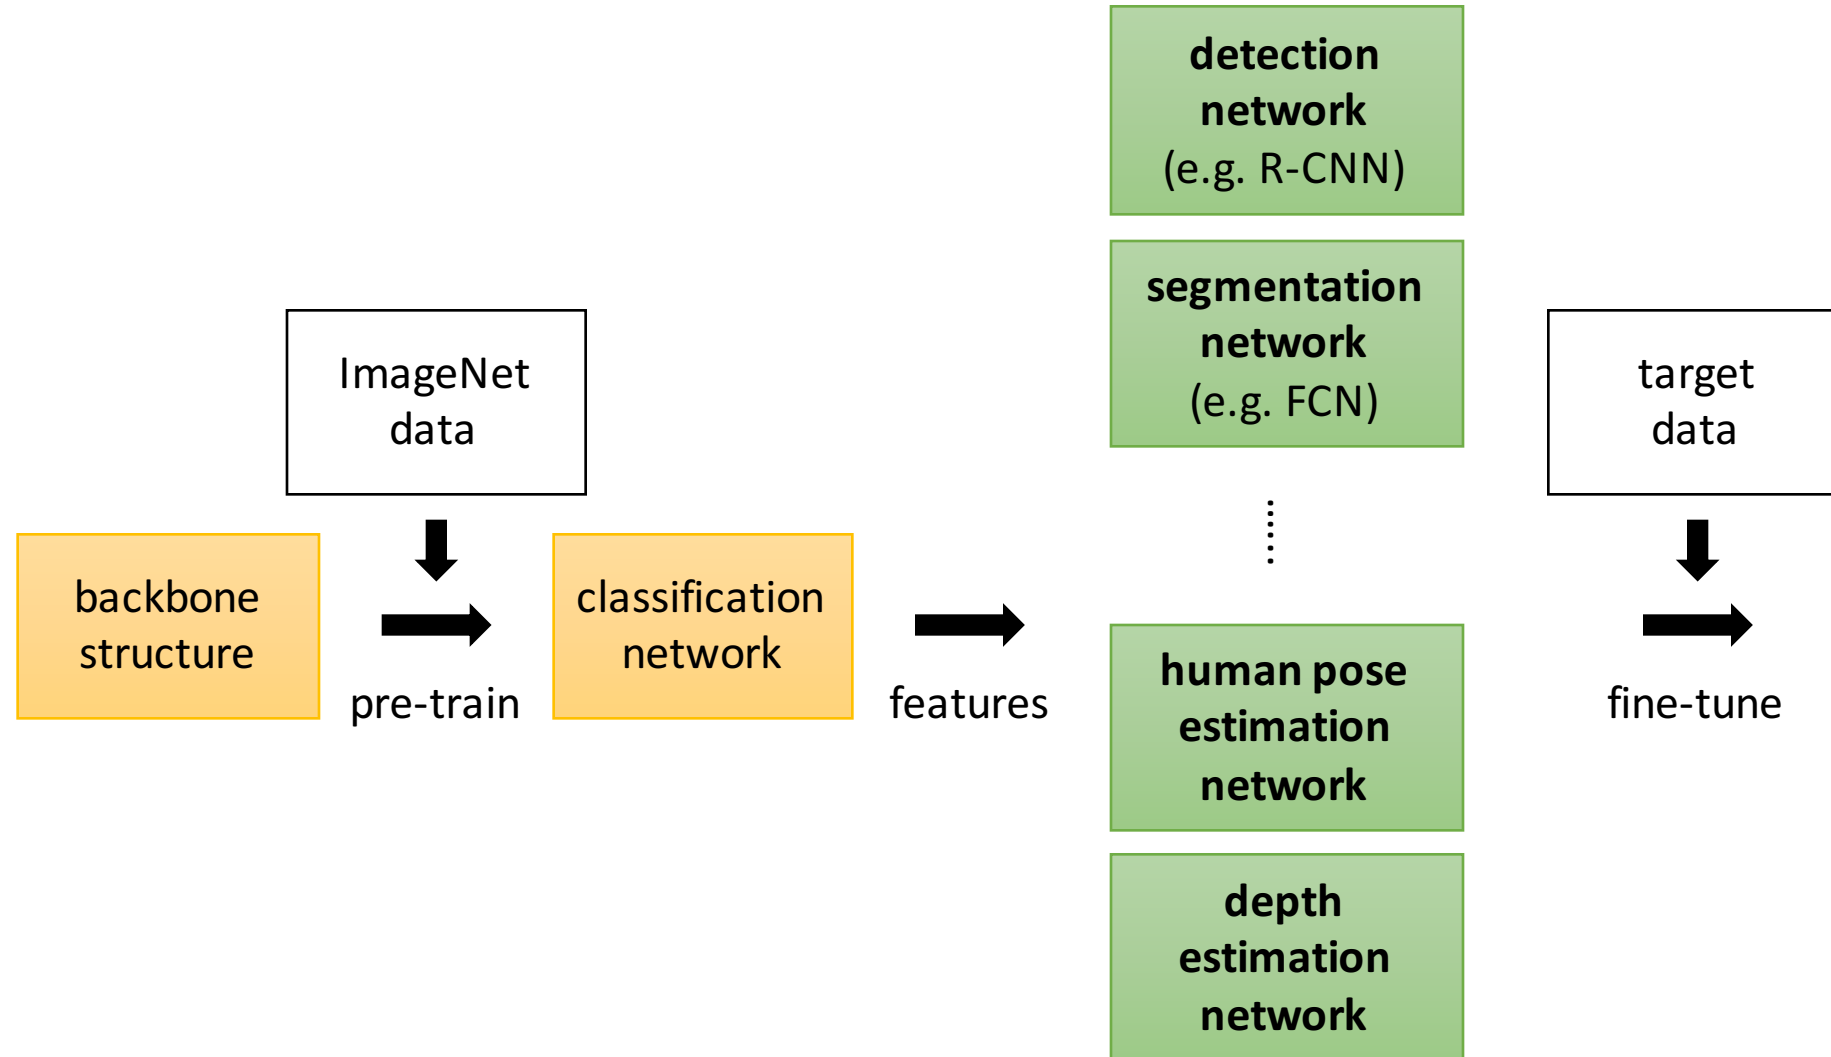 backbone
structure
ImageNet
data
pre-train
classification
network
features
detection
network
(e.g. R-CNN)
segmentation
network
(e.g. FCN)
......
human pose
estimation
network
depth
estimation
network
target
data
fine-tune